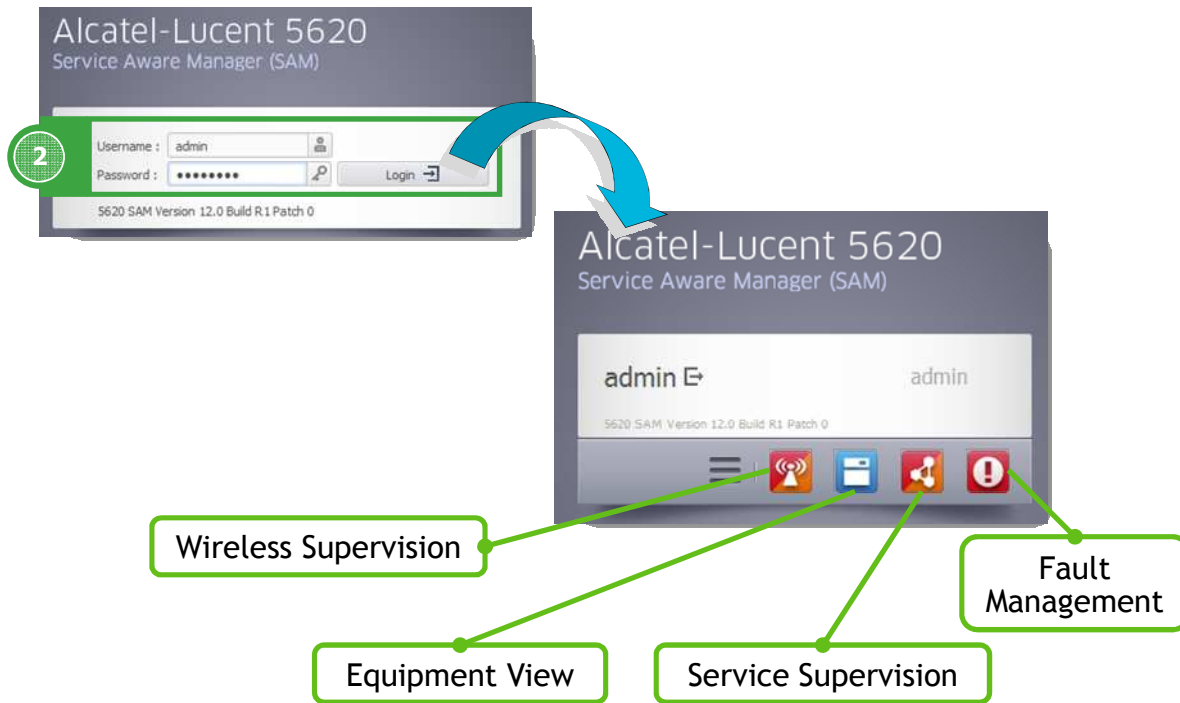 Alcatel-Lucent 5620
Service Aware Manager (SAM)
2
Username : admin
Password : ••••••••
Login
5620 SAM Version 12.0 Build R1 Patch 0
Alcatel-Lucent 5620
Service Aware Manager (SAM)
admin
admin
5620 SAM Version 12.0 Build R1 Patch 0
Wireless Supervision
Fault
Management
Equipment View
Service Supervision